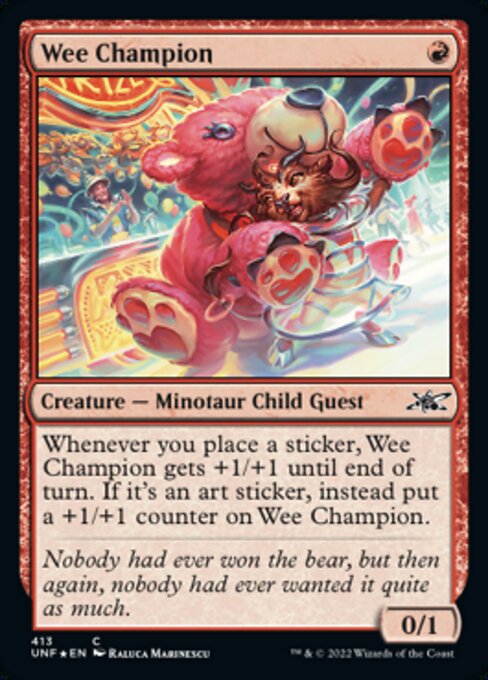 Wee Champion
RIZE
Creature — Minotaur Child Guest
Whenever you place a sticker, Wee
Champion gets +1/+1 until end of
turn. If it's an art sticker, instead put
a +1/+1 counter on Wee Champion.
Nobody had ever won the bear, but then
again, nobody had ever wanted it quite
as much.
0/1
413 C
UNF ★ EN Raluca Marinescu
™ & © 2022 Wizards of the Coast